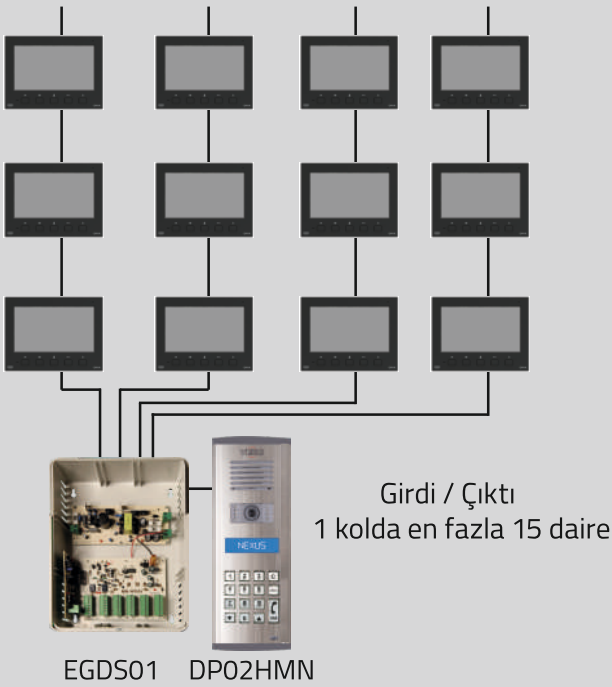 NEXUS
Girdi / Çıktı
1 kolda en fazla 15 daire
EGDS01
DP02HMN